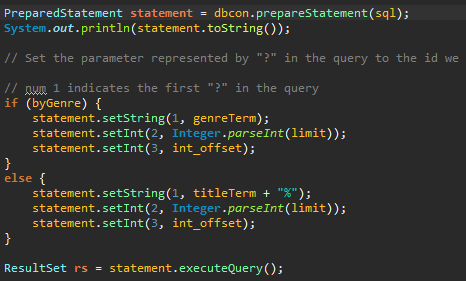 PreparedStatement statement = dbcon.prepareStatement(sql);
System.out.println(statement.toString());
// Set the parameter represented by "?" in the query to the id we
// num 1 indicates the first "?" in the query
if (byGenre) {
statement.setString(1, genreTerm);
statement.setInt(2, Integer.parseInt(limit));
statement.setInt(3, int_offset);
}
else {
statement.setString(1, titleTerm + "%");
statement.setInt(2, Integer.parseInt(limit));
statement.setInt(3, int_offset);
}
ResultSet rs = statement.executeQuery();